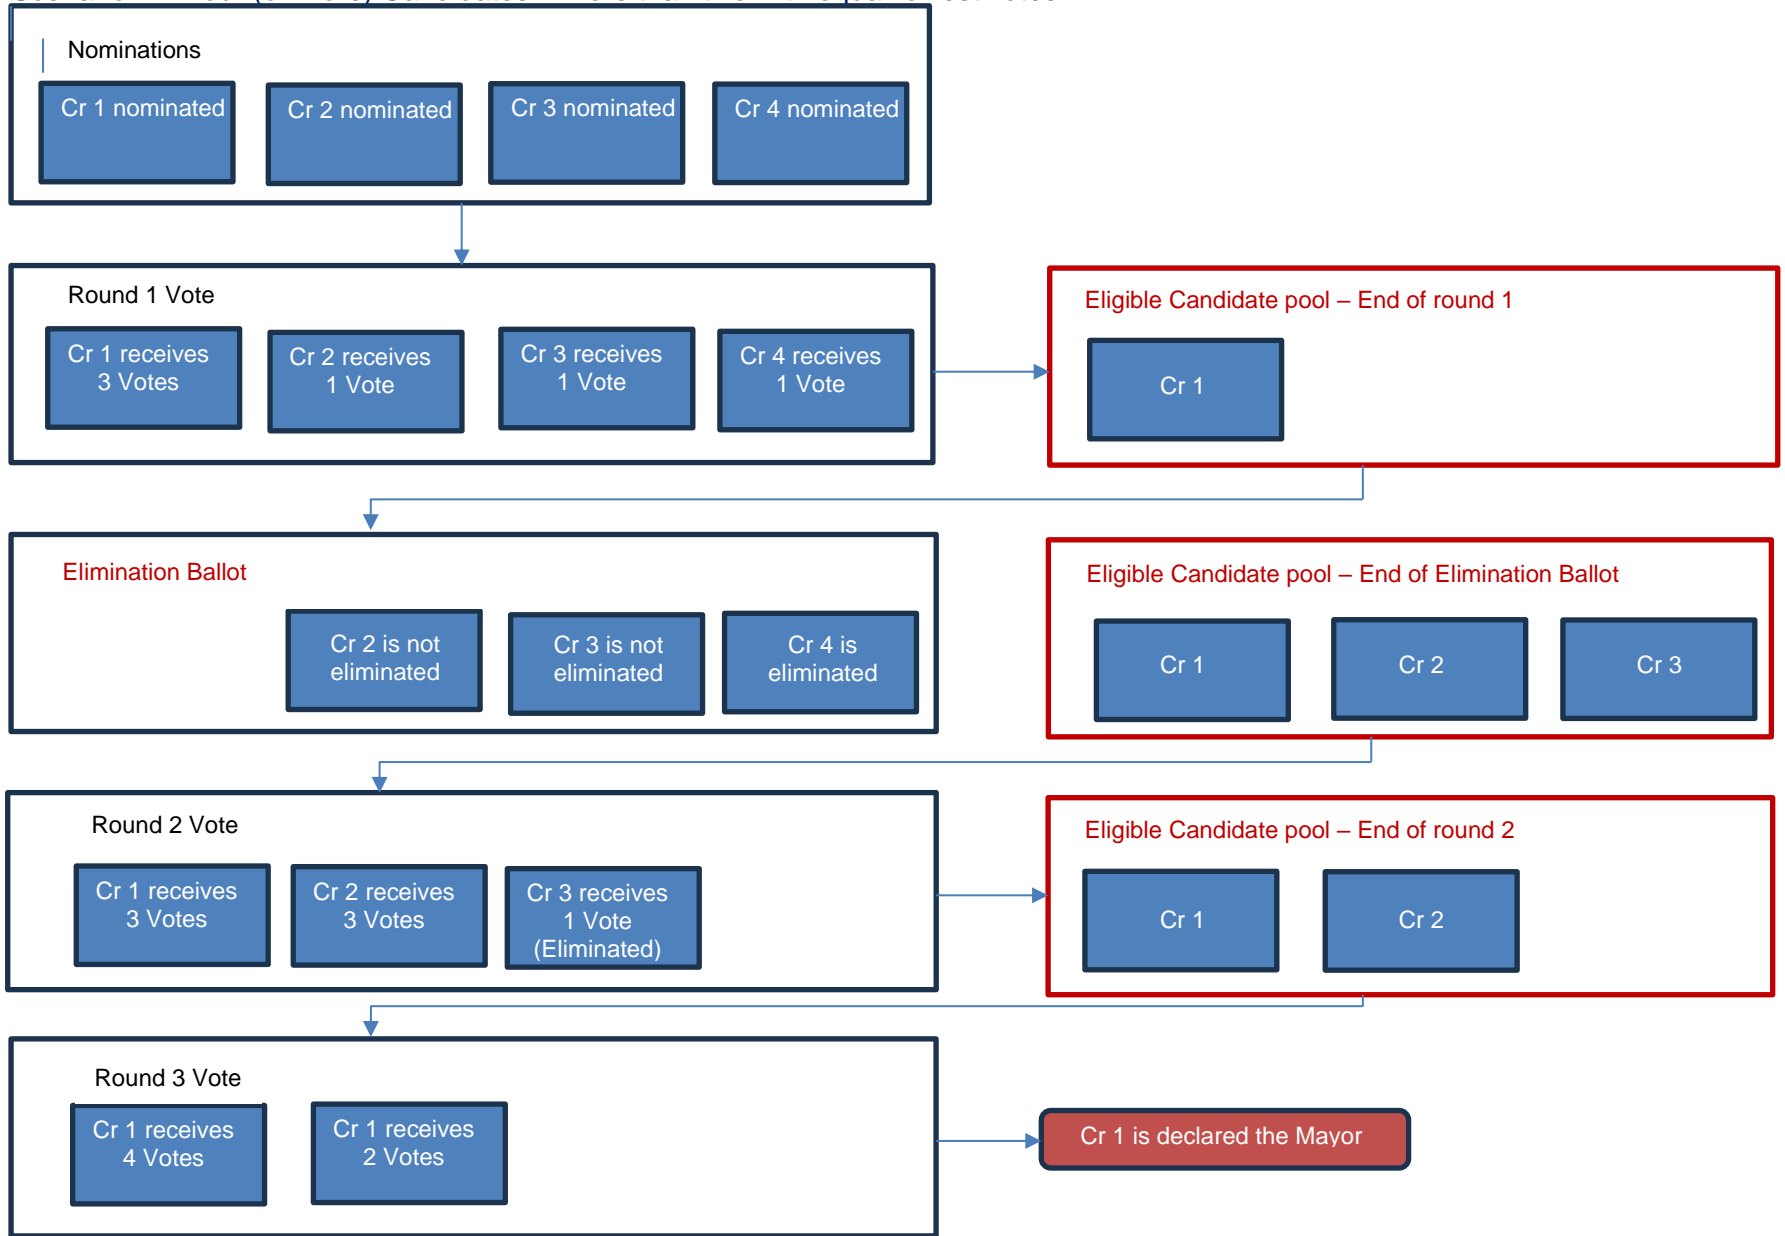 Nominations
Cr 1 nominated
Cr 2 nominated
Cr 3 nominated
Cr 4 nominated
Round 1 Vote
Cr 1 receives
3 Votes
Cr 2 receives
1 Vote
Cr 3 receives
1 Vote
Cr 4 receives
1 Vote
Eligible Candidate pool – End of round 1
Cr 1
Elimination Ballot
Cr 2 is not
eliminated
Cr 3 is not
eliminated
Cr 4 is
eliminated
Eligible Candidate pool – End of Elimination Ballot
Cr 1
Cr 2
Cr 3
Round 2 Vote
Cr 1 receives
3 Votes
Cr 2 receives
3 Votes
Cr 3 receives
1 Vote
(Eliminated)
Eligible Candidate pool – End of round 2
Cr 1
Cr 2
Round 3 Vote
Cr 1 receives
4 Votes
Cr 1 receives
2 Votes
Cr 1 is declared the Mayor